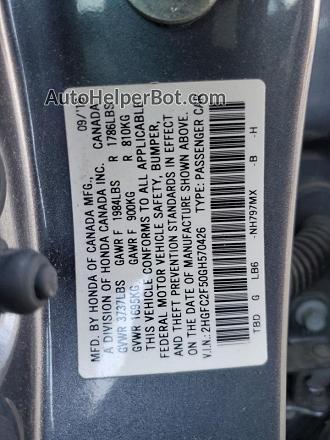 AutoHelperBot.com
MFD. BY HONDA OF CANADA MFG., 09/1
A DIVISION OF HONDA CANADA INC. CANADA
GVWR 3737LBS GAWR F 1984LBS R 1786LBS
GVWR 1695KG GAWR F 900KG R 810KG
THIS VEHICLE CONFORMS TO ALL APPLICABLE
FEDERAL MOTOR VEHICLE SAFETY, BUMPER,
AND THEFT PREVENTION STANDARDS IN EFFECT
ON THE DATE OF MANUFACTURE SHOWN ABOVE.
V.I.N.: 2HGFC2F50GH570426 TYPE: PASSENGER CAR
TBD G LB6 -NH797MX -B -H